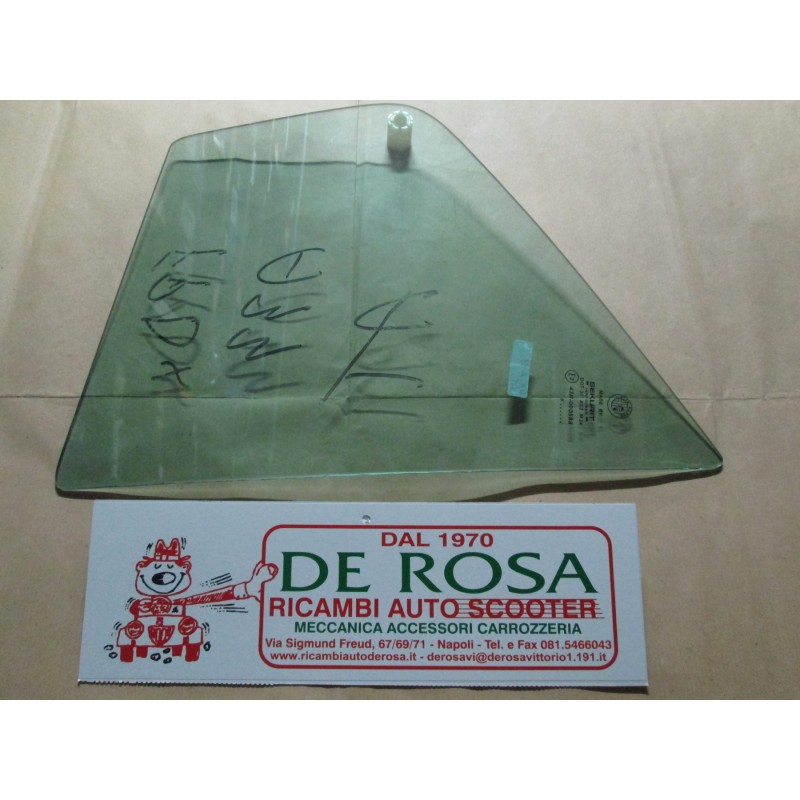 DAL 1970
DE ROSA
RICAMBI AUTO SCOOTER
MECCANICA ACCESSORI CARROZZERIA
Via Sigmund Freud, 67/69/71 - Napoli - Tel. e Fax 081.5466043
www.ricambiautoderosa.it - derosavi@derosavittorio1.191.it